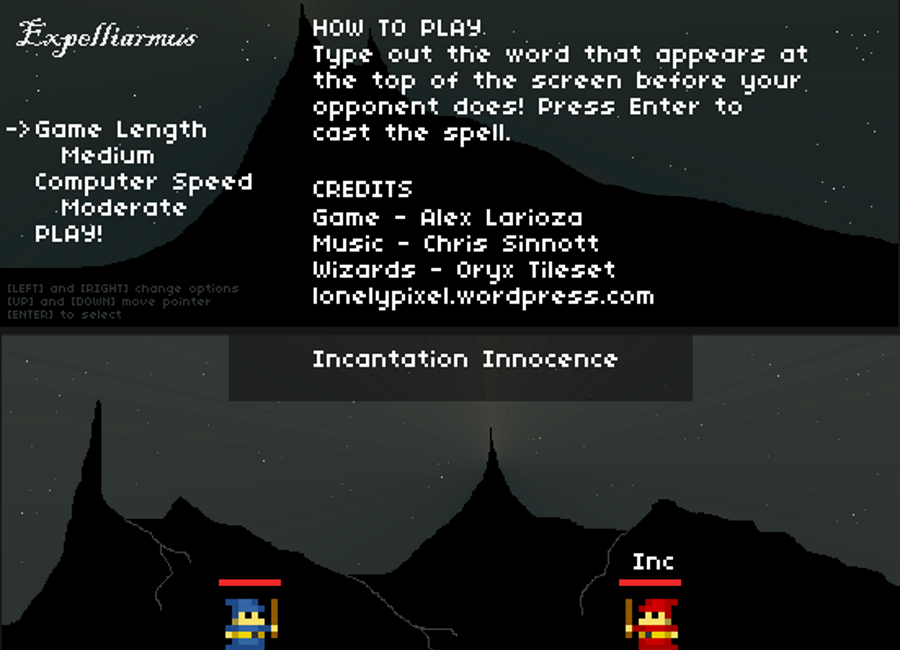 Expelliarmus
->Game Length
Medium
Computer Speed
Moderate
PLAY!
[LEFT] and [RIGHT] change options
[UP] and [DOWN] move pointer
[ENTER] to select
HOW TO PLAY
Type out the word that appears at
the top of the screen before your
opponent does! Press Enter to
cast the spell.
CREDITS
Game - Alex Larioza
Music - Chris Sinnott
Wizards - Oryx Tileset
lonelypixel.wordpress.com
Incantation Innocence
Inc